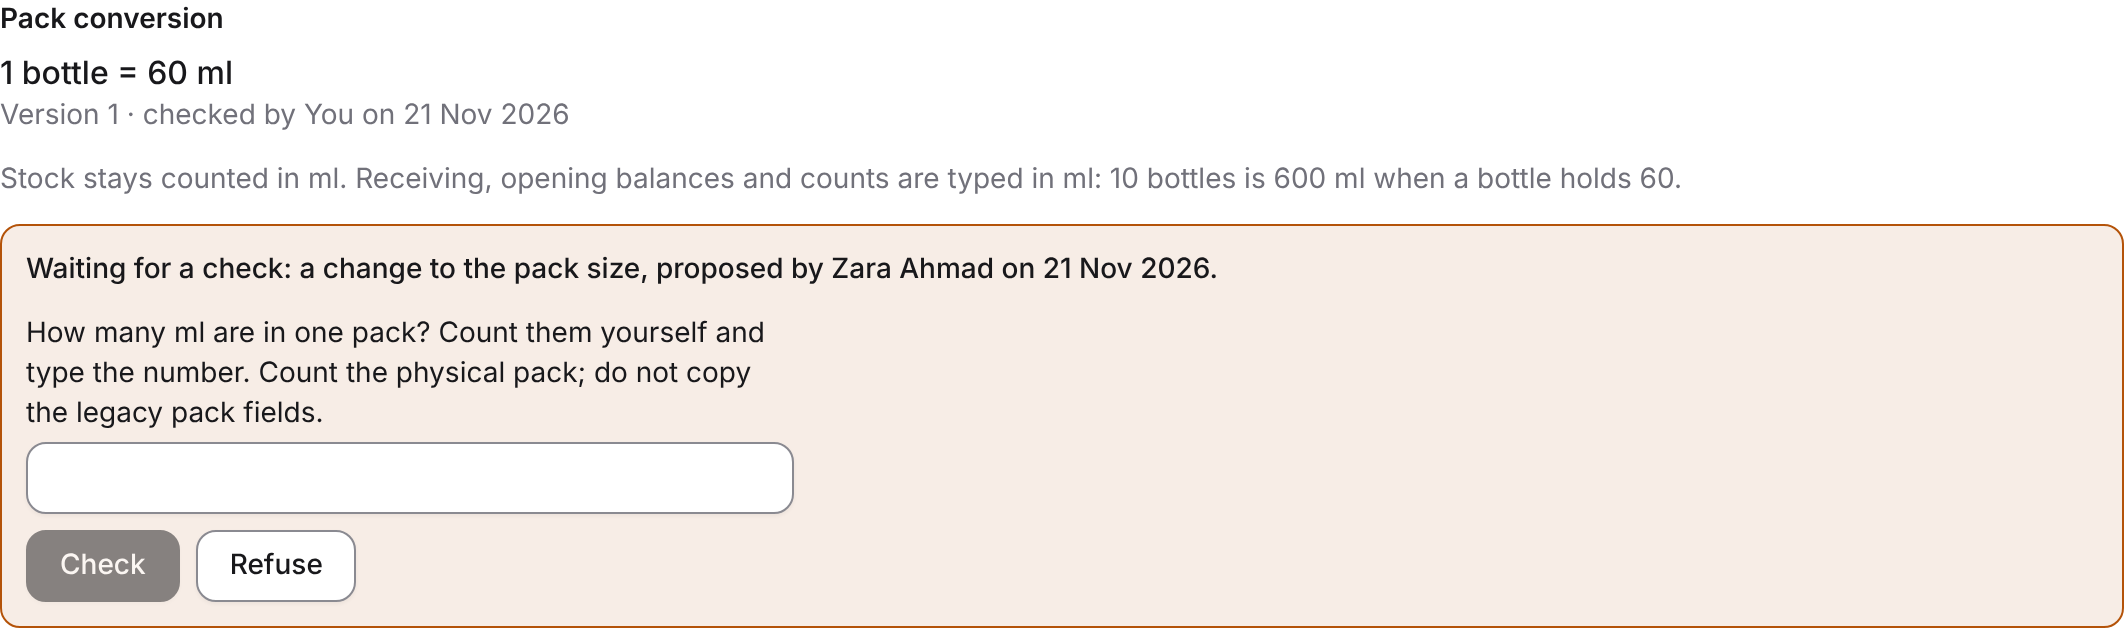 Pack conversion
1 bottle = 60 ml
Version 1 · checked by You on 21 Nov 2026
Stock stays counted in ml. Receiving, opening balances and counts are typed in ml: 10 bottles is 600 ml when a bottle holds 60.
Waiting for a check: a change to the pack size, proposed by Zara Ahmad on 21 Nov 2026.
How many ml are in one pack? Count them yourself and
type the number. Count the physical pack; do not copy
the legacy pack fields.
Check
Refuse